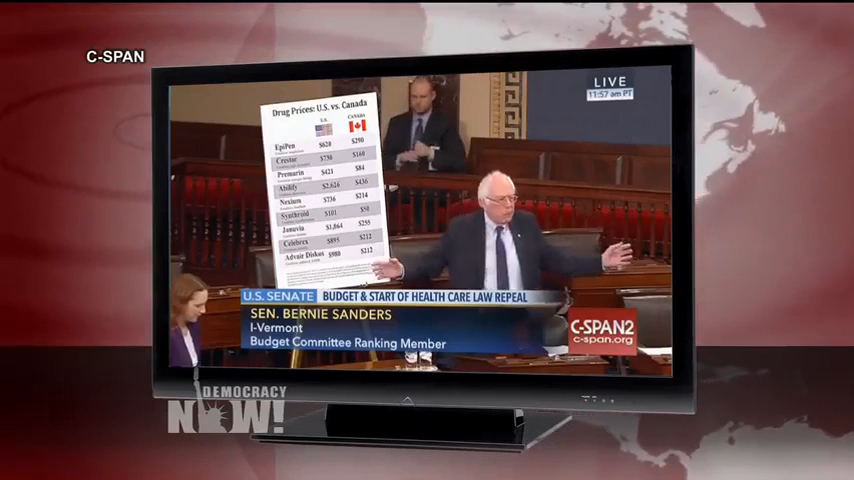 C-SPAN
LIVE
11:57 am PT
Drug Prices: U.S. vs. Canada
U.S. CANADA
EpiPen $620 $290
Crestor $730 $160
Premarin $421 $84
Abilify $2,626 $436
Nexium $736 $214
Synthroid $101 $50
Januvia $1,064 $255
Celebrex $895 $212
Advair Diskus $980 $212
U.S. SENATE BUDGET & START OF HEALTH CARE LAW REPEAL
SEN. BERNIE SANDERS
I-Vermont
Budget Committee Ranking Member
C-SPAN2
c-span.org
DEMOCRACY
NOW!